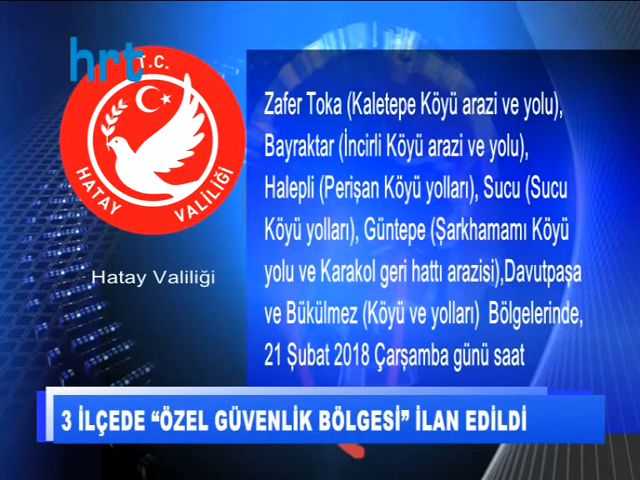 hrt
T.C.
HATAY VALİLİĞİ
Hatay Valiliği
Zafer Toka (Kaletepe Köyü arazi ve yolu),
Bayraktar (İncirli Köyü arazi ve yolu),
Halepli (Perişan Köyü yolları), Sucu (Sucu
Köyü yolları), Güntepe (Şarkhamamı Köyü
yolu ve Karakol geri hattı arazisi),Davutpaşa
ve Bükülmez (Köyü ve yolları) Bölgelerinde,
21 Şubat 2018 Çarşamba günü saat
3 İLÇEDE “ÖZEL GÜVENLİK BÖLGESİ” İLAN EDİLDİ